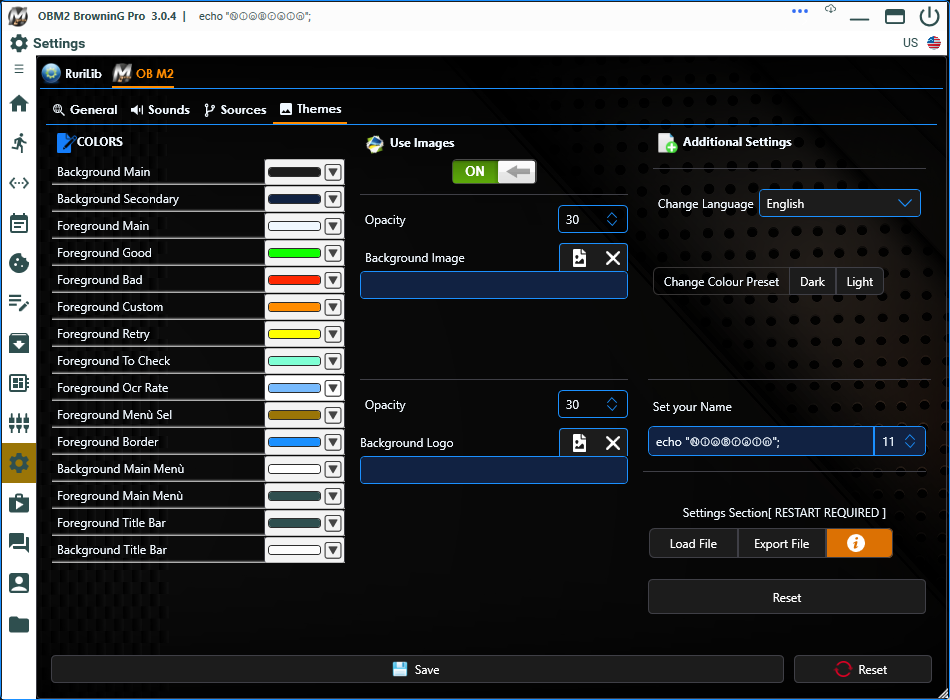 OBM2 BrowninG Pro 3.0.4 | echo "ⓃⓘⓞⒷⓡⓐⓘⓝ";
Settings
US
RuriLib OB M2
General Sounds Sources Themes
COLORS
Background Main
Background Secondary
Foreground Main
Foreground Good
Foreground Bad
Foreground Custom
Foreground Retry
Foreground To Check
Foreground Ocr Rate
Foreground Menù Sel
Foreground Border
Background Main Menù
Foreground Main Menù
Foreground Title Bar
Background Title Bar
Use Images
ON
Opacity 30
Background Image
Opacity 30
Background Logo
Additional Settings
Change Language English
Change Colour Preset Dark Light
Set your Name
echo "ⓃⓘⓞⒷⓡⓐⓘⓝ"; 11
Settings Section[ RESTART REQUIRED ]
Load File Export File
Reset
Save Reset